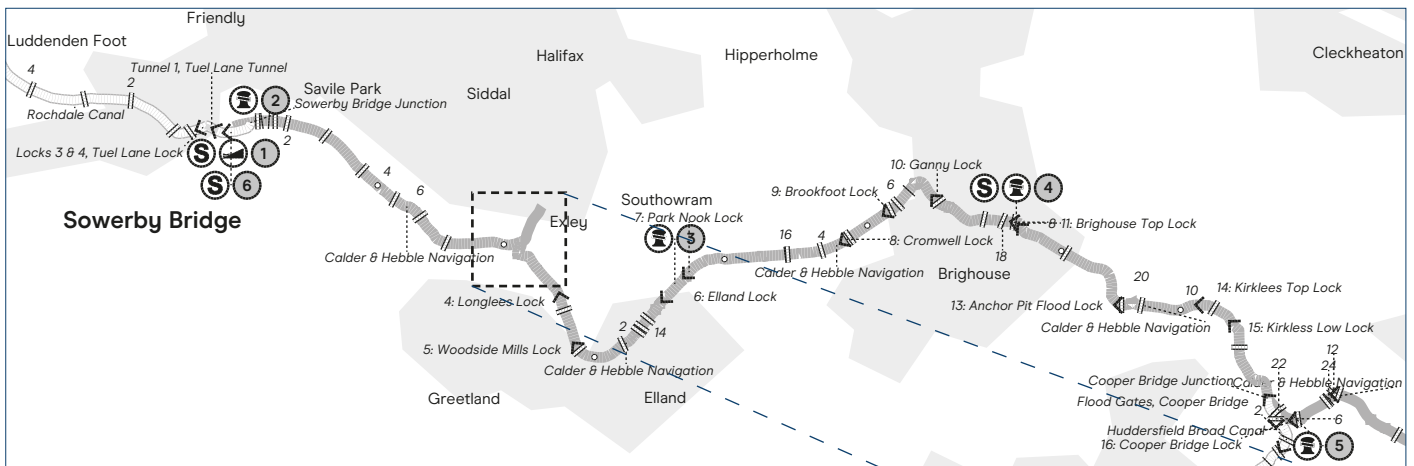 Friendly
Luddenden Foot
Halifax
Hipperholme
Cleckheaton
4
2
Tunnel 1, Tuel Lane Tunnel
Savile Park
Sowerby Bridge Junction
Siddal
2
Rochdale Canal
2
Locks 3 & 4, Tuel Lane Lock
S
1
S
6
Sowerby Bridge
4
6
Calder & Hebble Navigation
Exley
4: Longlees Lock
5: Woodside Mills Lock
2
14
Calder & Hebble Navigation
Greetland
Elland
Southowram
7: Park Nook Lock
3
6: Elland Lock
16
4
Calder & Hebble Navigation
8: Cromwell Lock
9: Brookfoot Lock
6
10: Ganny Lock
S
4
8
11: Brighouse Top Lock
18
Brighouse
13: Anchor Pit Flood Lock
20
Calder & Hebble Navigation
10
14: Kirklees Top Lock
15: Kirkless Low Lock
12
22
24
Cooper Bridge Junction
Calder & Hebble Navigation
Flood Gates, Cooper Bridge
2
6
Huddersfield Broad Canal
16: Cooper Bridge Lock
5